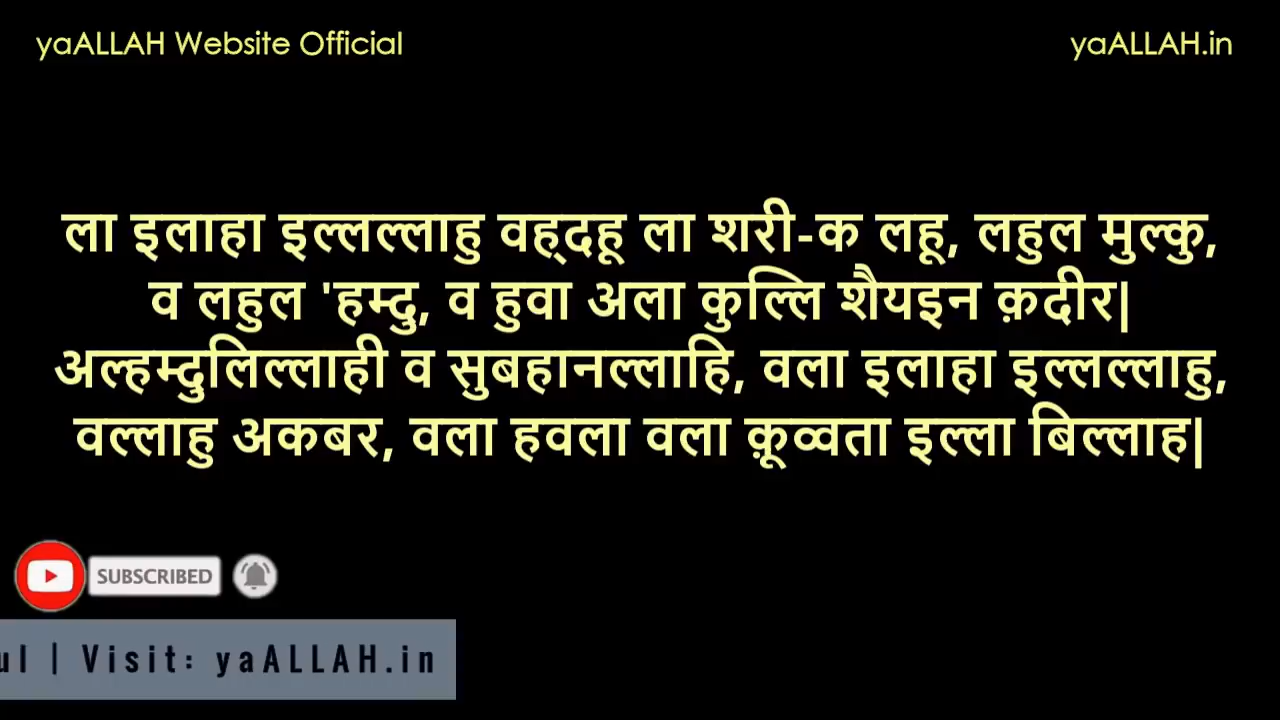 yaALLAH Website Official
yaALLAH.in
ला इलाहा इल्लल्लाहु वह्दहू ला शरी-क लहू, लहुल मुल्कु,
व लहुल 'हम्दु, व हुवा अला कुल्लि शैयइन क़दीर|
अल्हम्दुलिल्लाही व सुबहानल्लाहि, वला इलाहा इल्लल्लाहु,
वल्लाहु अकबर, वला हवला वला क़ूव्वता इल्ला बिल्लाह|
SUBSCRIBED
ul | Visit: yaALLAH.in